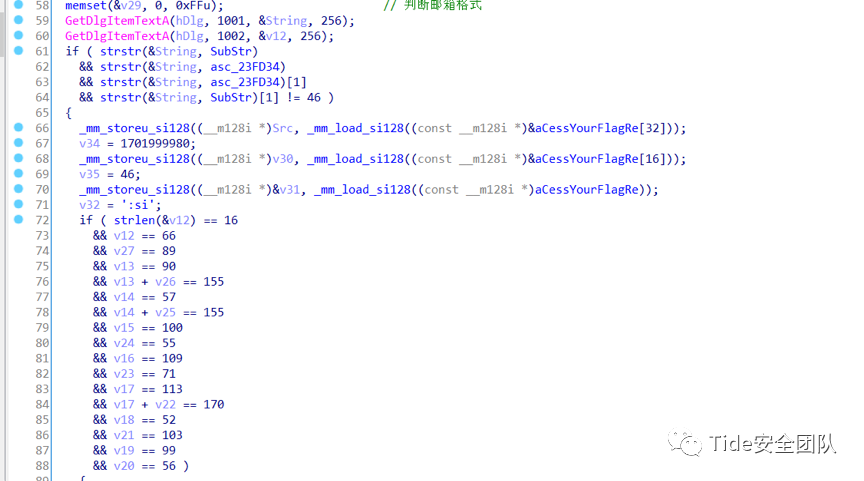 58 memset(&v29, 0, 0xFFu); // 判断邮箱格式
59 GetDlgItemTextA(hDlg, 1001, &String, 256);
60 GetDlgItemTextA(hDlg, 1002, &v12, 256);
61 if ( strstr(&String, SubStr)
62 && strstr(&String, asc_23FD34)
63 && strstr(&String, asc_23FD34)[1]
64 && strstr(&String, SubStr)[1] != 46 )
65 {
66 _mm_storeu_si128((__m128i *)Src, _mm_load_si128((const __m128i *)&aCessYourFlagRe[32]));
67 v34 = 1701999980;
68 _mm_storeu_si128((__m128i *)v30, _mm_load_si128((const __m128i *)&aCessYourFlagRe[16]));
69 v35 = 46;
70 _mm_storeu_si128((__m128i *)&v31, _mm_load_si128((const __m128i *)aCessYourFlagRe));
71 v32 = ':si';
72 if ( strlen(&v12) == 16
73 && v12 == 66
74 && v27 == 89
75 && v13 == 90
76 && v13 + v26 == 155
77 && v14 == 57
78 && v14 + v25 == 155
79 && v15 == 100
80 && v24 == 55
81 && v16 == 109
82 && v23 == 71
83 && v17 == 113
84 && v17 + v22 == 170
85 && v18 == 52
86 && v21 == 103
87 && v19 == 99
88 && v20 == 56 )
89 {
Tide安全团队